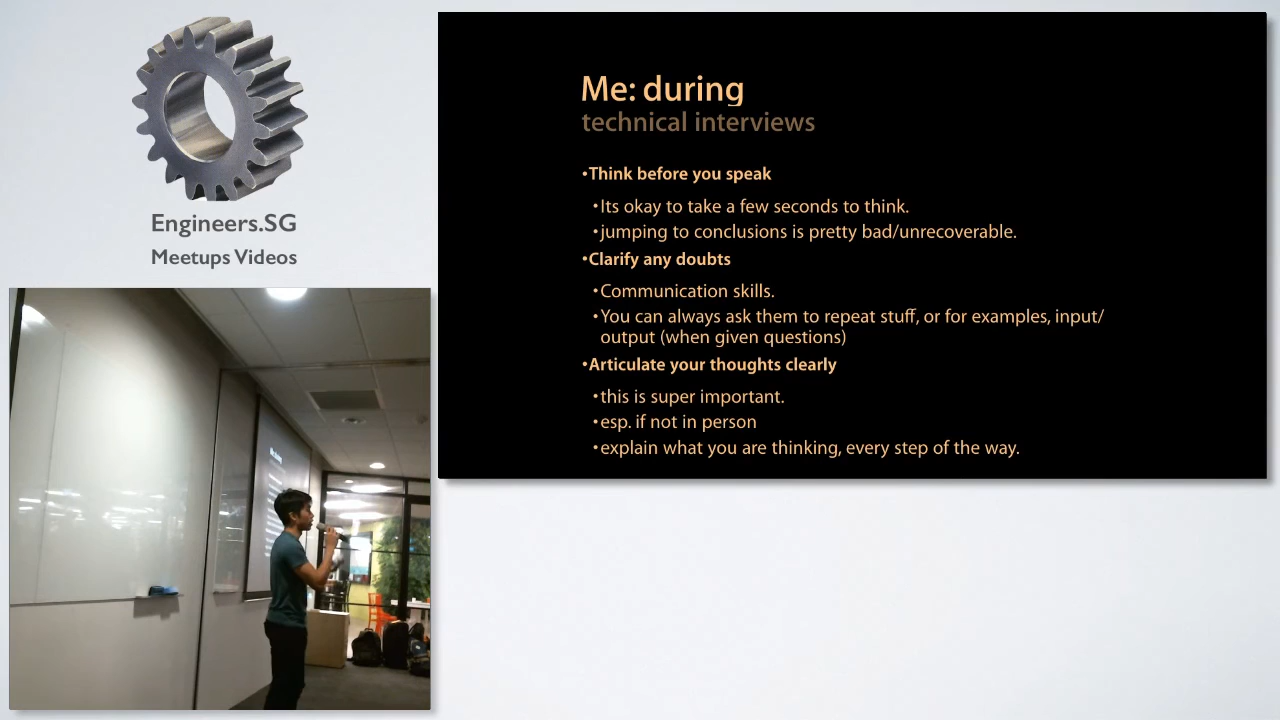 Engineers.SG
Meetups Videos
Me: during
technical interviews
•Think before you speak
•Its okay to take a few seconds to think.
•jumping to conclusions is pretty bad/unrecoverable.
•Clarify any doubts
•Communication skills.
•You can always ask them to repeat stuff, or for examples, input/
output (when given questions)
•Articulate your thoughts clearly
•this is super important.
•esp. if not in person
•explain what you are thinking, every step of the way.